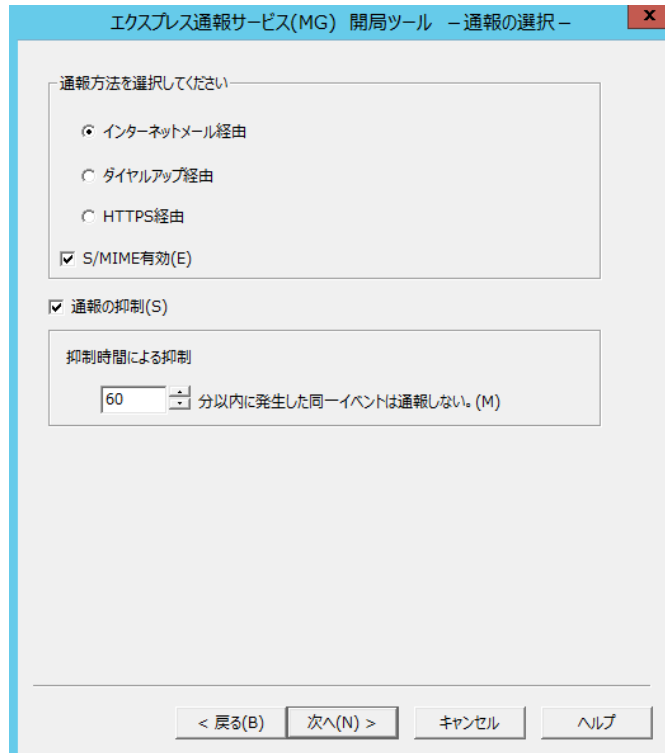 エクスプレス通報サービス(MG) 開局ツール －通報の選択－
x
通報方法を選択してください
インターネットメール経由
ダイヤルアップ経由
HTTPS経由
S/MIME有効(E)
通報の抑制(S)
抑制時間による抑制
60 分以内に発生した同一イベントは通報しない。(M)
< 戻る(B) 次へ(N) > キャンセル ヘルプ